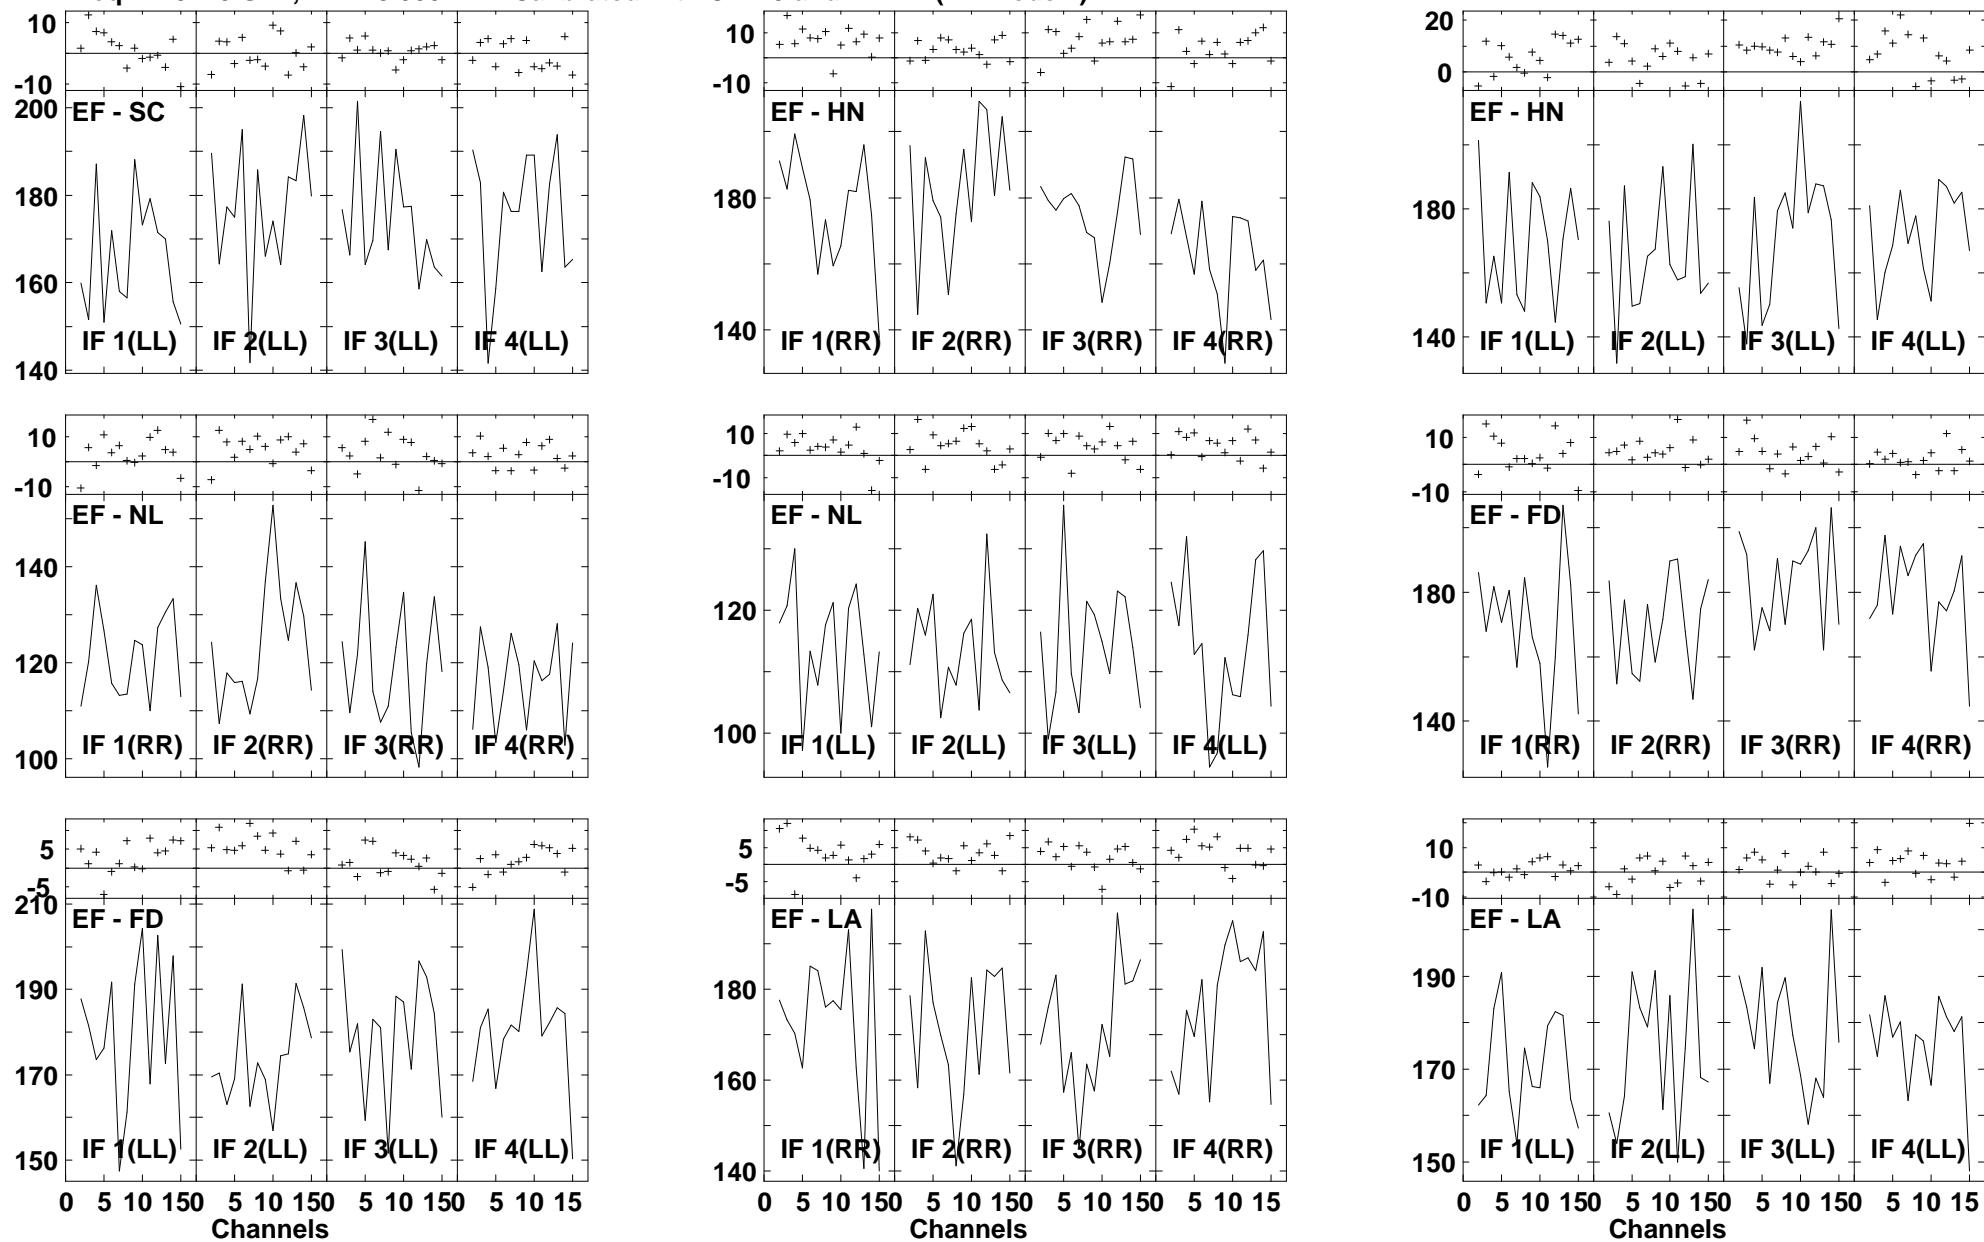 10
-10
200
180
160
140
EF - SC
IF 1(LL) IF 2(LL) IF 3(LL) IF 4(LL)
10
-10
180
140
EF - HN
IF 1(RR) IF 2(RR) IF 3(RR) IF 4(RR)
20
0
180
140
EF - HN
IF 1(LL) IF 2(LL) IF 3(LL) IF 4(LL)
10
-10
140
120
100
EF - NL
IF 1(RR) IF 2(RR) IF 3(RR) IF 4(RR)
10
-10
120
100
EF - NL
IF 1(LL) IF 2(LL) IF 3(LL) IF 4(LL)
10
-10
180
140
EF - FD
IF 1(RR) IF 2(RR) IF 3(RR) IF 4(RR)
5
-5
210
190
170
150
EF - FD
IF 1(LL) IF 2(LL) IF 3(LL) IF 4(LL)
0 5 10 150 5 10 150 5 10 150 5 10 15
Channels
5
-5
180
160
140
EF - LA
IF 1(RR) IF 2(RR) IF 3(RR) IF 4(RR)
0 5 10 150 5 10 150 5 10 150 5 10 15
Channels
10
-10
190
170
150
EF - LA
IF 1(LL) IF 2(LL) IF 3(LL) IF 4(LL)
0 5 10 150 5 10 150 5 10 150 5 10 15
Channels